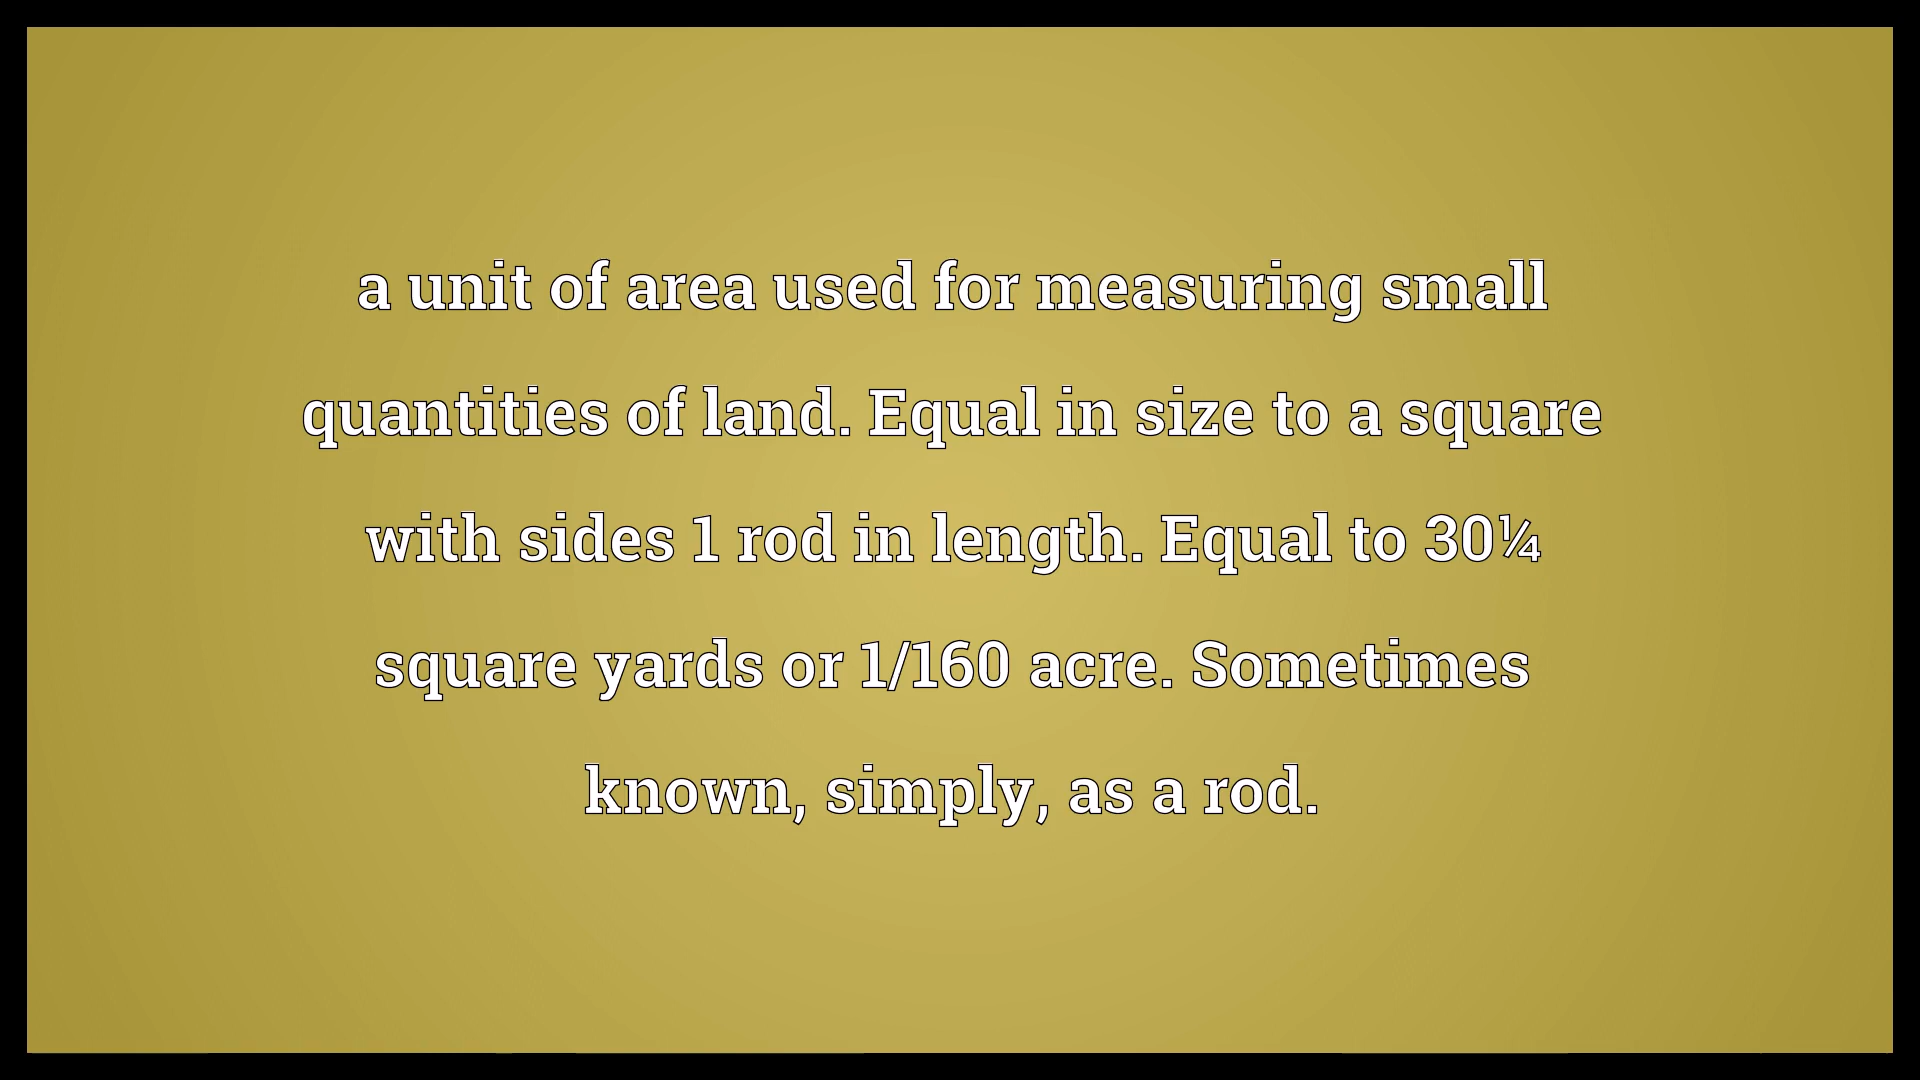 a unit of area used for measuring small
quantities of land. Equal in size to a square
with sides 1 rod in length. Equal to 30¼
square yards or 1/160 acre. Sometimes
known, simply, as a rod.